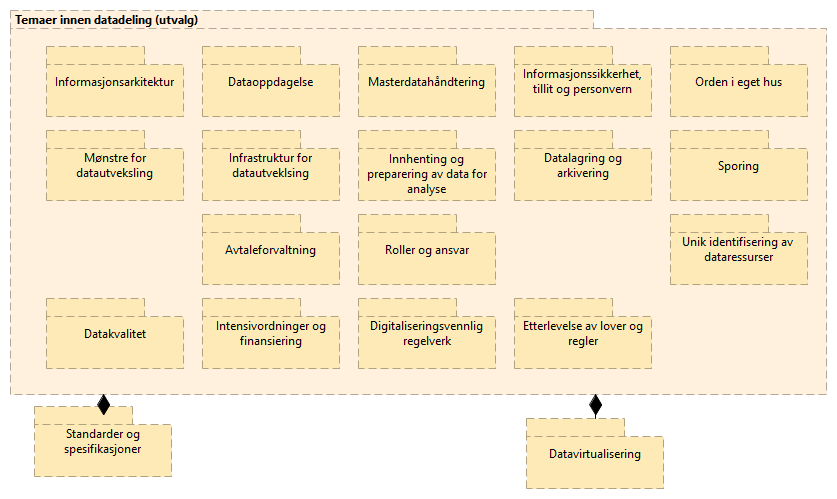 Temaer innen datadeling (utvalg)
Informasjonsarkitektur
Dataoppdagelse
Masterdatahåndtering
Informasjonssikkerhet,
tillit og personvern
Orden i eget hus
Mønstre for
datautveksling
Infrastruktur for
datautveklsing
Innhenting og
preparering av data for
analyse
Datalagring og
arkivering
Sporing
Avtaleforvaltning
Roller og ansvar
Unik identifisering av
dataressurser
Datakvalitet
Intensivordninger og
finansiering
Digitaliseringsvennlig
regelverk
Etterlevelse av lover og
regler
Standarder og
spesifikasjoner
Datavirtualisering